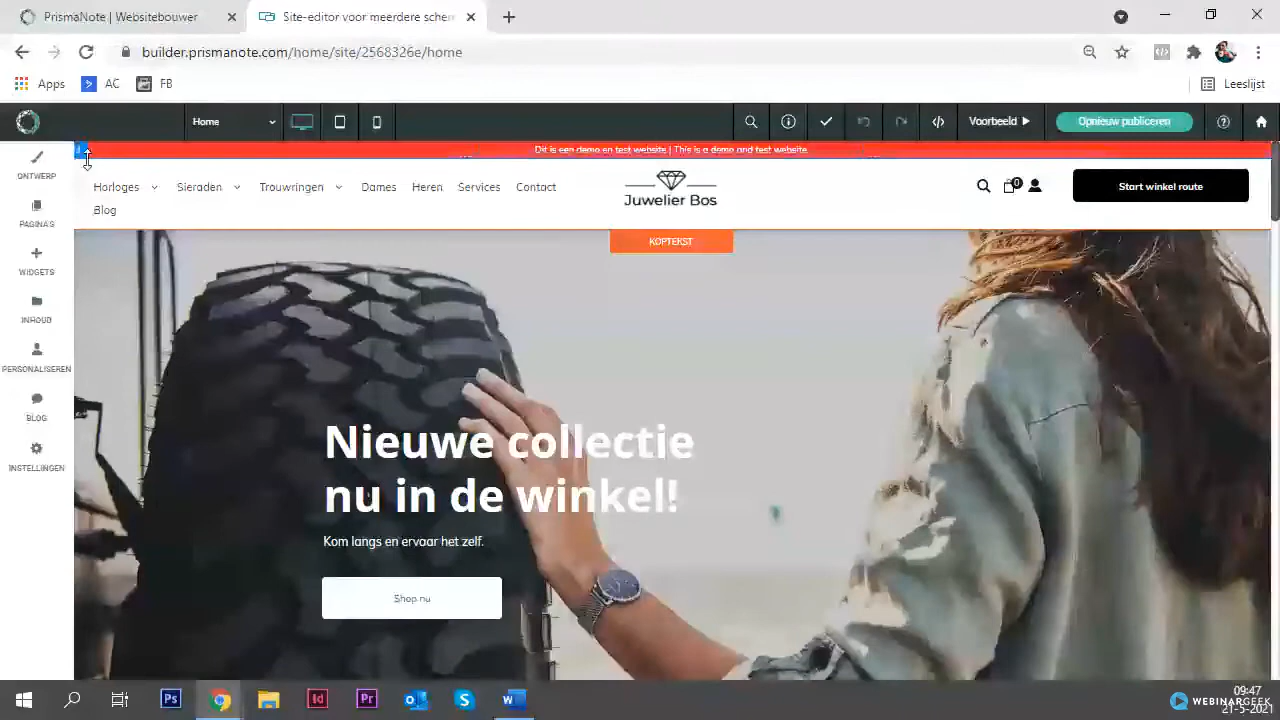 PrismaNote | Websitebouwer
Site-editor voor meerdere scher
builder.prismanote.com/home/site/2568326e/home
Apps AC FB Leeslijst
Home Voorbeeld Opnieuw publiceren
Dit is een demo en test website | This is a demo and test website.
ONTWERP
PAGINA'S
WIDGETS
INHOUD
PERSONALISEREN
BLOG
INSTELLINGEN
Horloges Sieraden Trouwringen Dames Heren Services Contact
Blog
Juwelier Bos
0
Start winkel route
KOPTEKST
Nieuwe collectie
nu in de winkel!
Kom langs en ervaar het zelf.
Shop nu
Ps Id Pr S W
09:47
21-5-2021
WEBINARGEEK